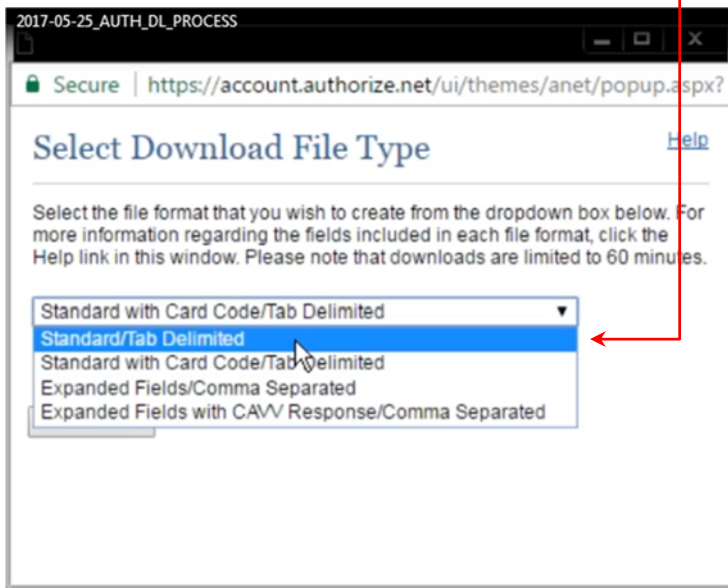 2017-05-25_AUTH_DL_PROCESS
Secure | https://account.authorize.net/ui/themes/anet/popup.aspx?
Select Download File Type
Help
Select the file format that you wish to create from the dropdown box below. For
more information regarding the fields included in each file format, click the
Help link in this window. Please note that downloads are limited to 60 minutes.
Standard with Card Code/Tab Delimited
Standard/Tab Delimited
Standard with Card Code/Tab Delimited
Expanded Fields/Comma Separated
Expanded Fields with CAVV Response/Comma Separated